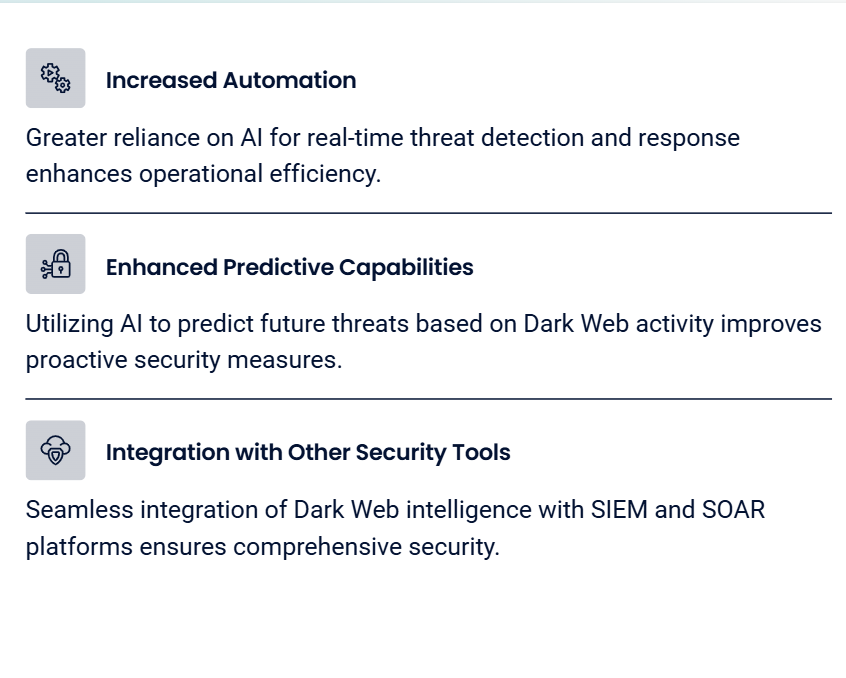 Increased Automation
Greater reliance on AI for real-time threat detection and response
enhances operational efficiency.
Enhanced Predictive Capabilities
Utilizing AI to predict future threats based on Dark Web activity improves
proactive security measures.
Integration with Other Security Tools
Seamless integration of Dark Web intelligence with SIEM and SOAR
platforms ensures comprehensive security.